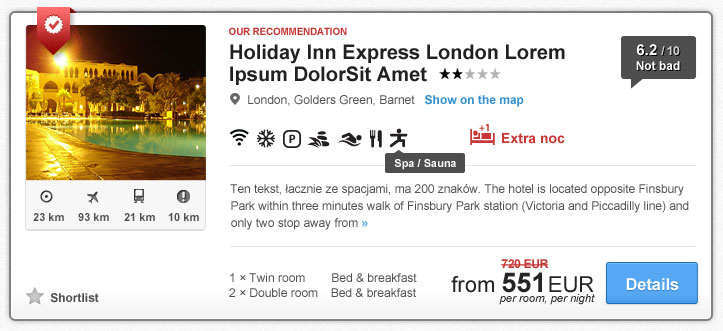 OUR RECOMMENDATION
Holiday Inn Express London Lorem
Ipsum DolorSit Amet
6.2 / 10
Not bad
London, Golders Green, Barnet Show on the map
P
+1
Extra noc
Spa / Sauna
Ten tekst, łacznie ze spacjami, ma 200 znaków. The hotel is located opposite Finsbury
Park within three minutes walk of Finsbury Park station (Victoria and Piccadilly line) and
only two stop away from »
23 km 93 km 21 km 10 km
Shortlist
1 × Twin room Bed & breakfast
2 × Double room Bed & breakfast
720 EUR
from 551 EUR
per room, per night
Details